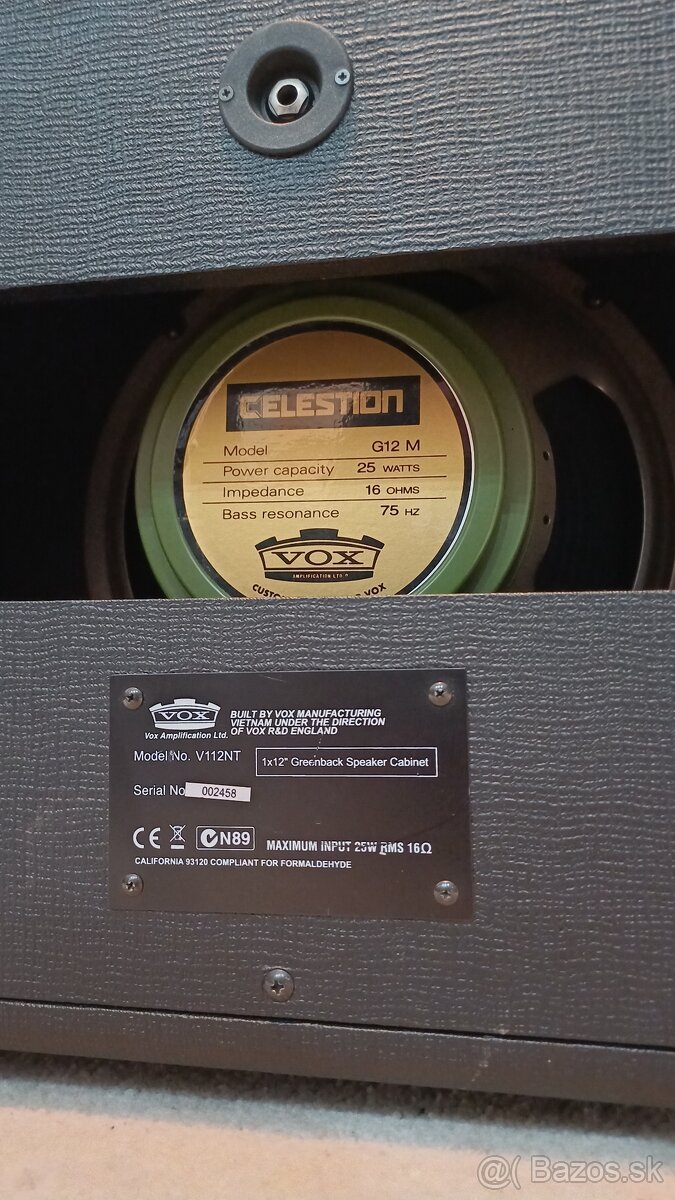 CELESTION
Model G12 M
Power capacity 25 WATTS
Impedance 16 OHMS
Bass resonance 75 HZ
VOX
AMPLIFICATION LTD
VOX
VOX
Vox Amplification Ltd.
BUILT BY VOX MANUFACTURING
VIETNAM UNDER THE DIRECTION
OF VOX R&D ENGLAND
Model No. V112NT
1x12" Greenback Speaker Cabinet
Serial No 002458
CE N89
MAXIMUM INPUT 25W RMS 16Ω
CALIFORNIA 93120 COMPLIANT FOR FORMALDEHYDE
@( Bazos.sk